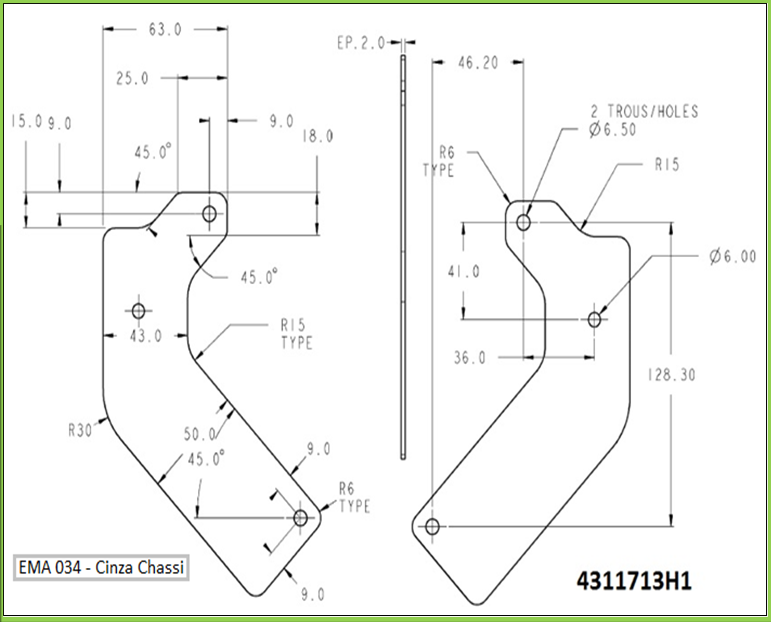 63.0
EP.2.0
46.20
25.0
15.0 9.0
9.0
18.0
45.0°
2 TROUS/HOLES
Ø6.50
R6
TYPE
R15
45.0°
41.0
Ø6.00
43.0
R15
TYPE
36.0
128.30
R30
50.0
45.0°
9.0
R6
TYPE
9.0
EMA 034 - Cinza Chassi
4311713H1